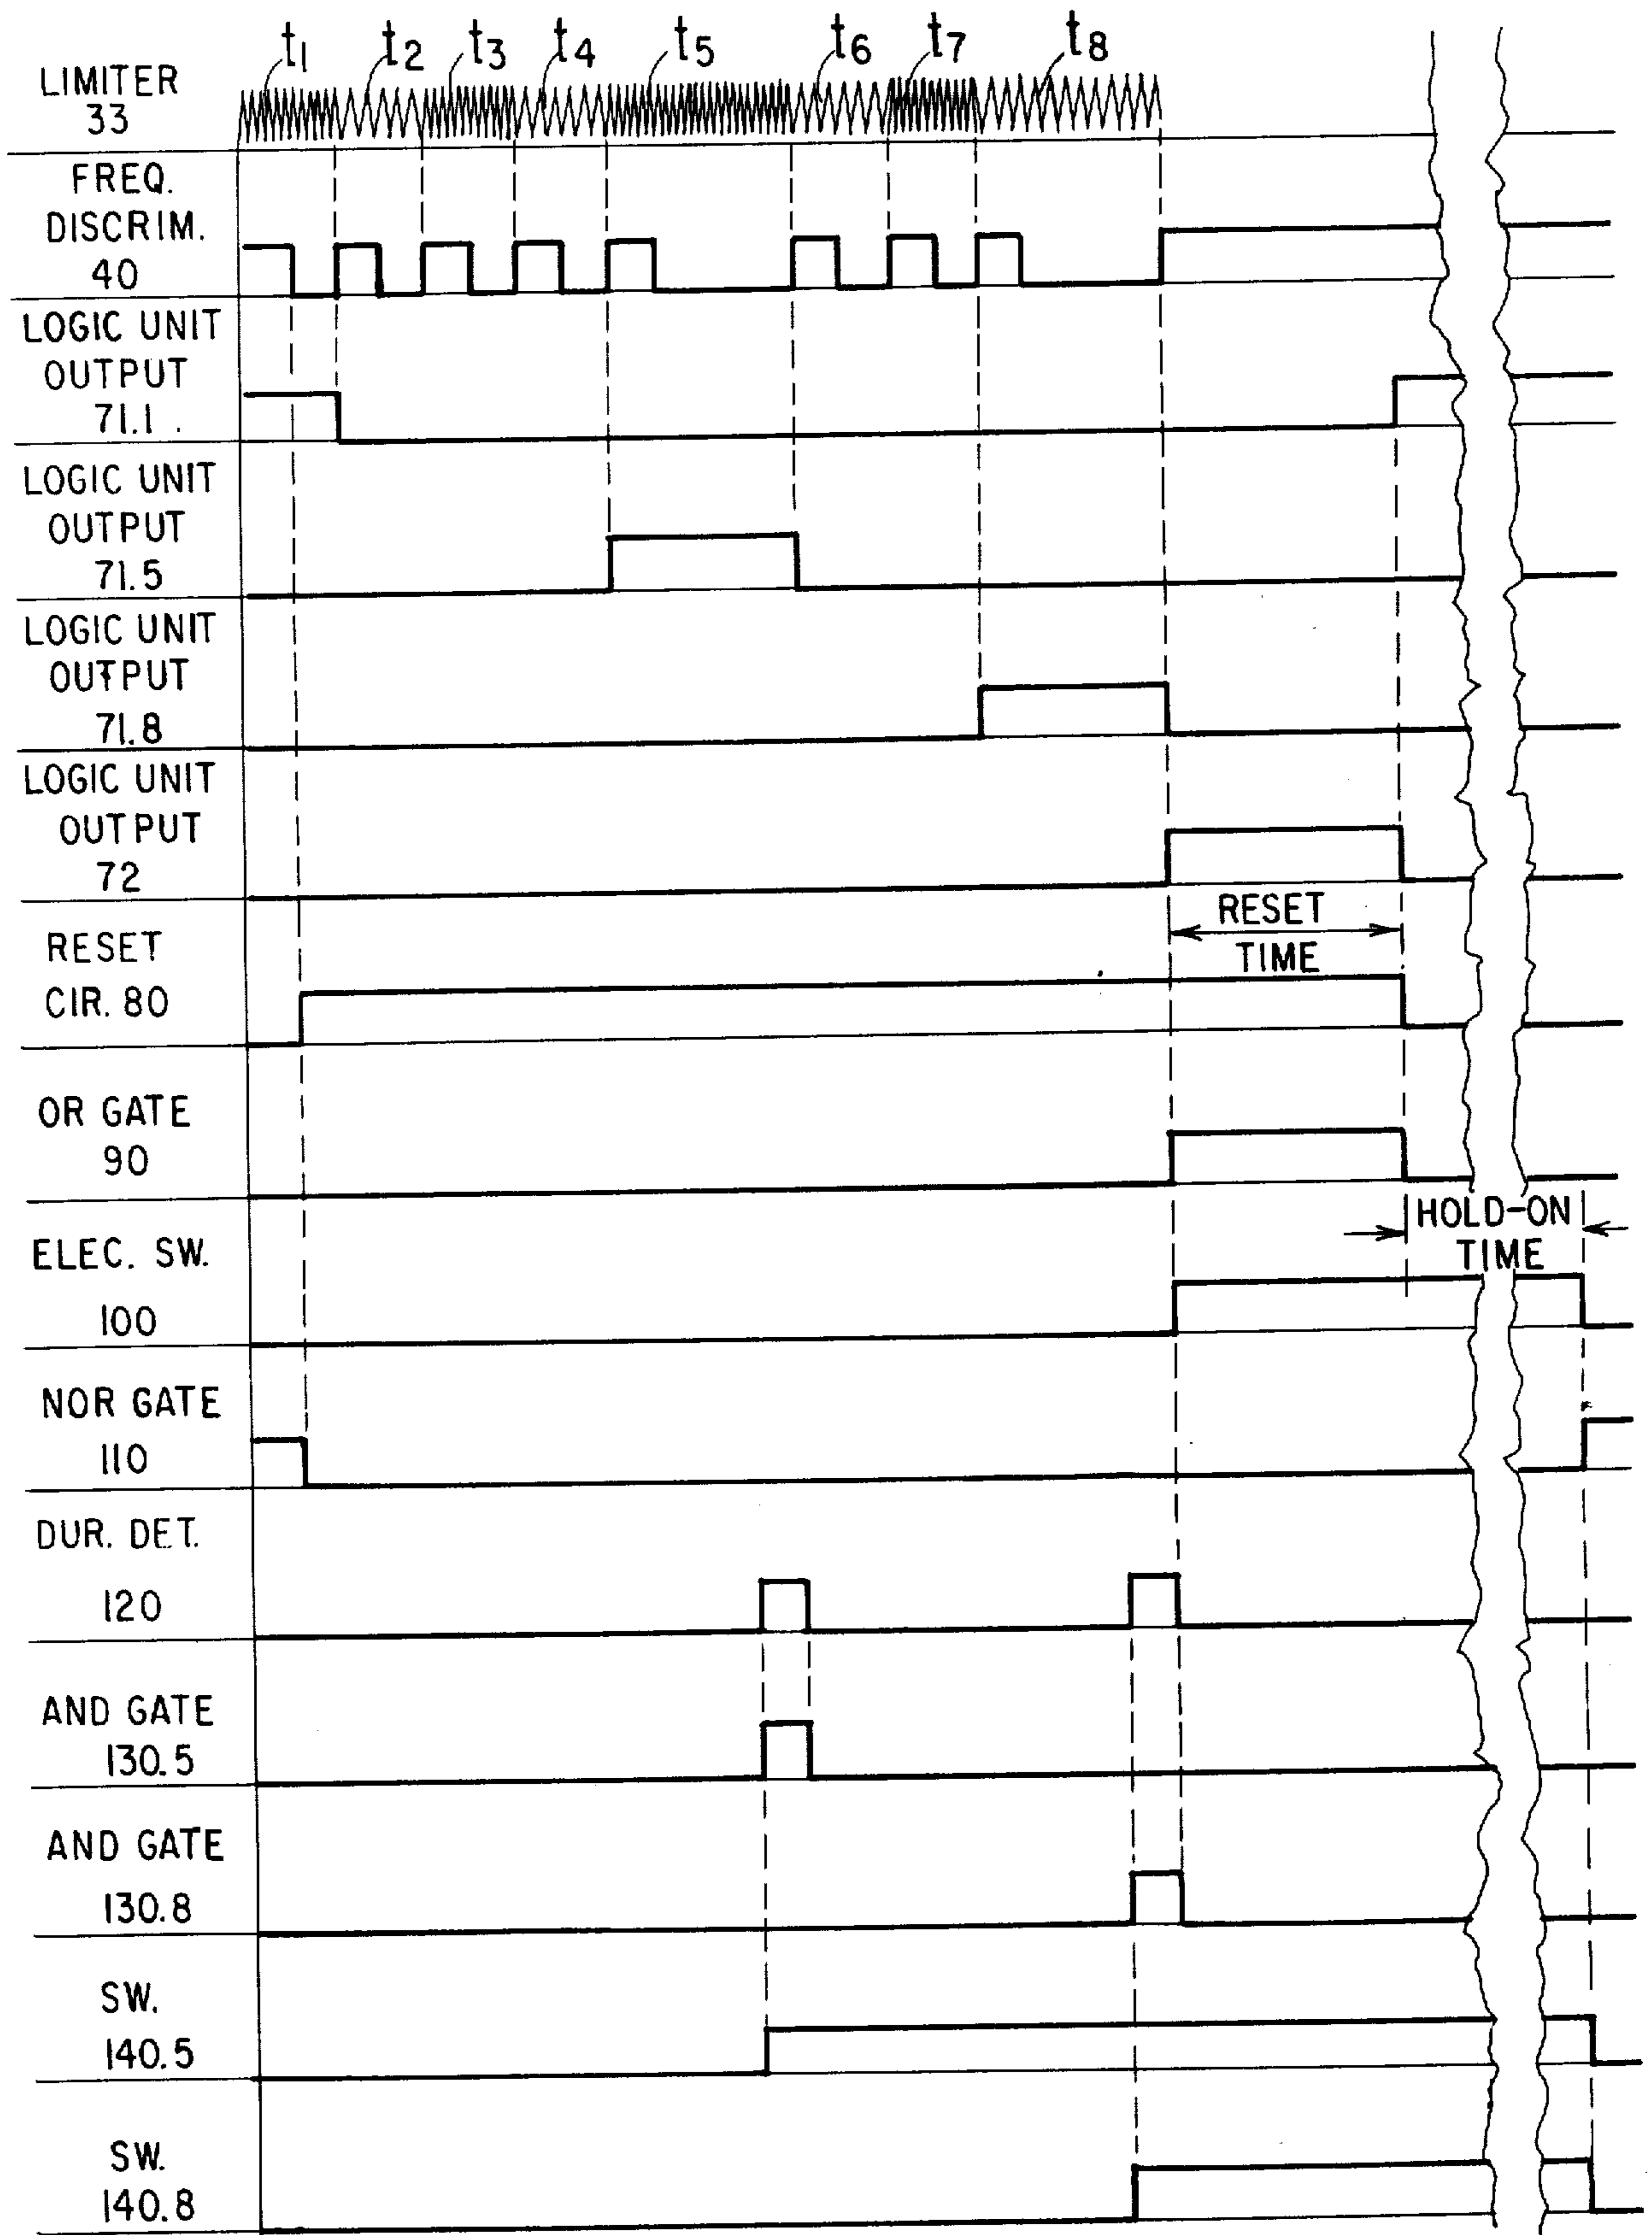 t1 t2 t3 t4 t5 t6 t7 t8
LIMITER
33
FREQ.
DISCRIM.
40
LOGIC UNIT
OUTPUT
71.1
LOGIC UNIT
OUTPUT
71.5
LOGIC UNIT
OUTPUT
71.8
LOGIC UNIT
OUTPUT
72
RESET
TIME
RESET
CIR. 80
OR GATE
90
HOLD-ON
TIME
ELEC. SW.
100
NOR GATE
110
DUR. DET.
120
AND GATE
130.5
AND GATE
130.8
SW.
140.5
SW.
140.8